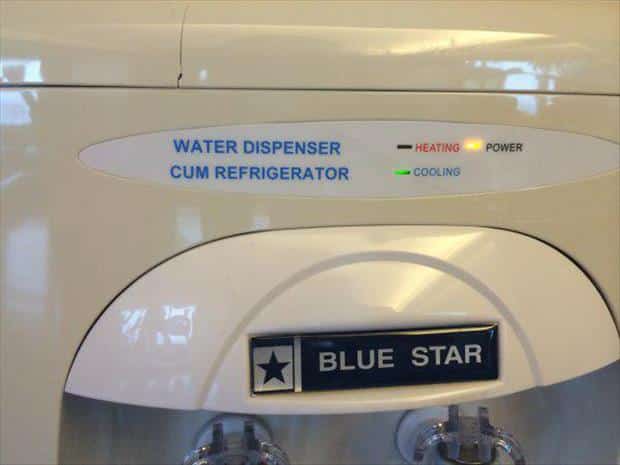 WATER DISPENSER
CUM REFRIGERATOR
HEATING POWER
COOLING
BLUE STAR